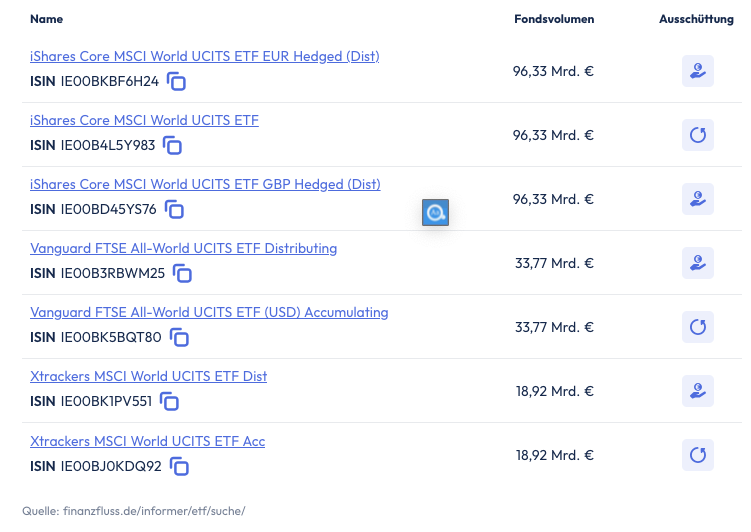 Name Fondsvolumen Ausschüttung
iShares Core MSCI World UCITS ETF EUR Hedged (Dist)
ISIN IE00BKBF6H24 96,33 Mrd. €
iShares Core MSCI World UCITS ETF
ISIN IE00B4L5Y983 96,33 Mrd. €
iShares Core MSCI World UCITS ETF GBP Hedged (Dist)
ISIN IE00BD45YS76 96,33 Mrd. €
Vanguard FTSE All-World UCITS ETF Distributing
ISIN IE00B3RBWM25 33,77 Mrd. €
Vanguard FTSE All-World UCITS ETF (USD) Accumulating
ISIN IE00BK5BQT80 33,77 Mrd. €
Xtrackers MSCI World UCITS ETF Dist
ISIN IE00BK1PV551 18,92 Mrd. €
Xtrackers MSCI World UCITS ETF Acc
ISIN IE00BJ0KDQ92 18,92 Mrd. €
Quelle: finanzfluss.de/informer/etf/suche/